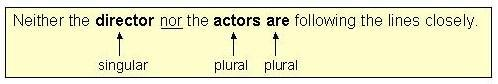 Neither the director nor the actors are following the lines closely.
singular plural plural